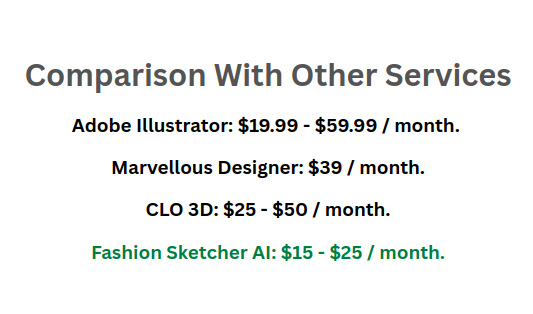 Comparison With Other Services
Adobe Illustrator: $19.99 - $59.99 / month.
Marvellous Designer: $39 / month.
CLO 3D: $25 - $50 / month.
Fashion Sketcher AI: $15 - $25 / month.